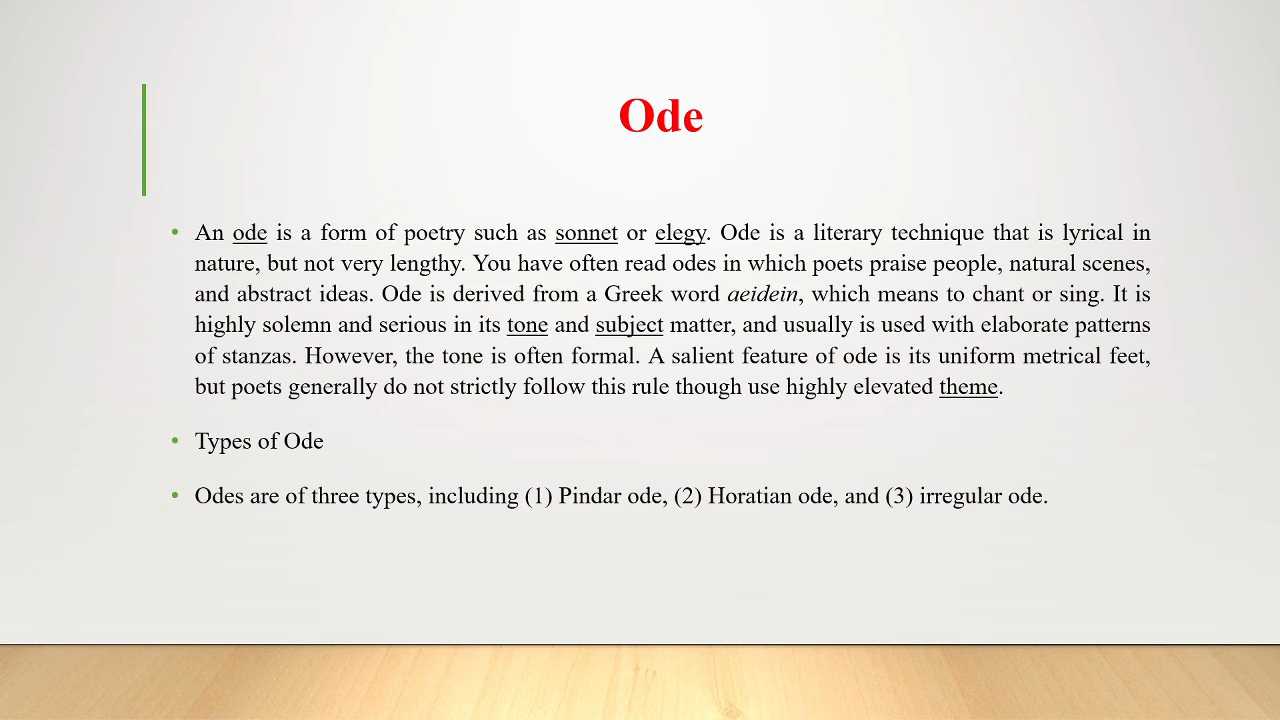 Ode
• An ode is a form of poetry such as sonnet or elegy. Ode is a literary technique that is lyrical in
nature, but not very lengthy. You have often read odes in which poets praise people, natural scenes,
and abstract ideas. Ode is derived from a Greek word aeidein, which means to chant or sing. It is
highly solemn and serious in its tone and subject matter, and usually is used with elaborate patterns
of stanzas. However, the tone is often formal. A salient feature of ode is its uniform metrical feet,
but poets generally do not strictly follow this rule though use highly elevated theme.
• Types of Ode
• Odes are of three types, including (1) Pindar ode, (2) Horatian ode, and (3) irregular ode.